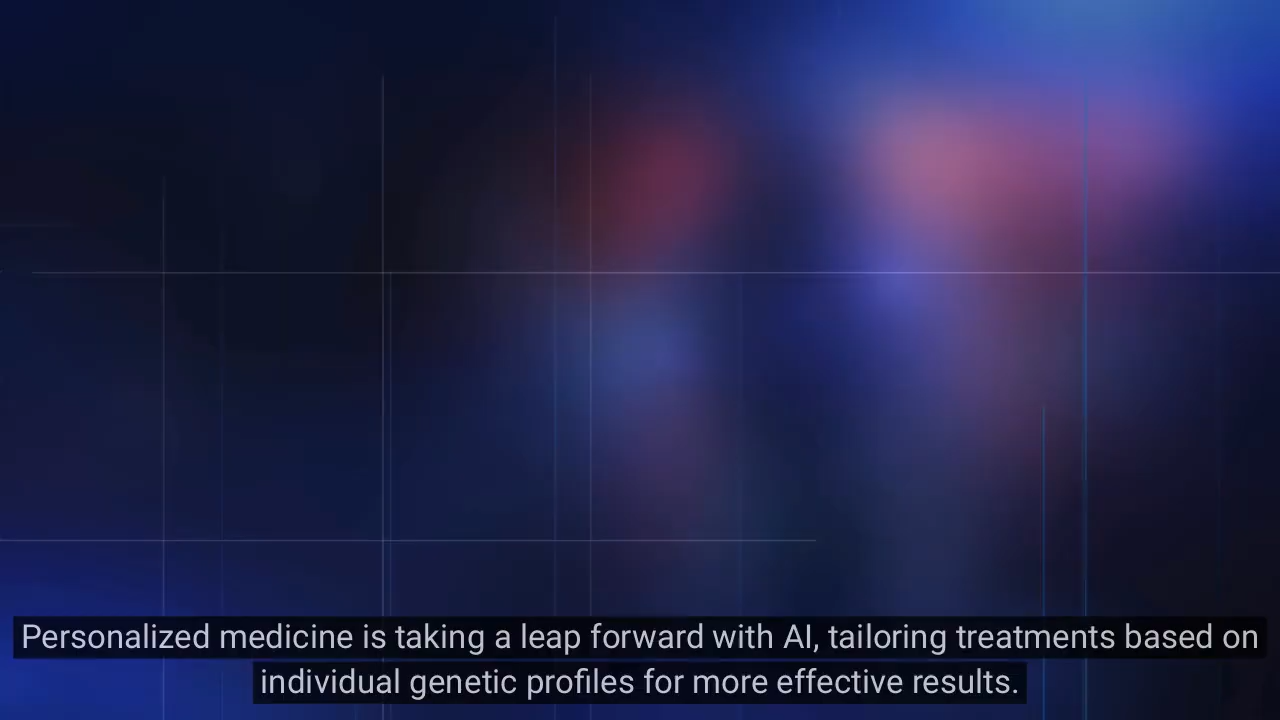 Personalized medicine is taking a leap forward with AI, tailoring treatments based on
individual genetic profiles for more effective results.